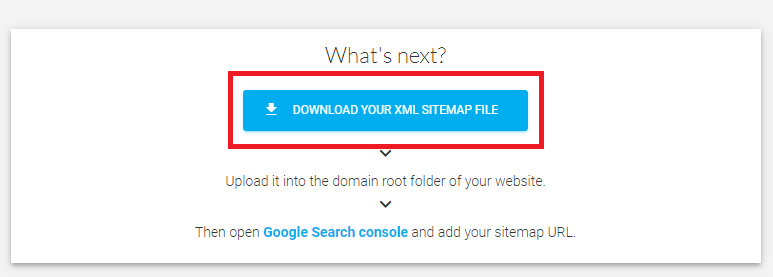 What's next?
DOWNLOAD YOUR XML SITEMAP FILE
Upload it into the domain root folder of your website.
Then open Google Search console and add your sitemap URL.